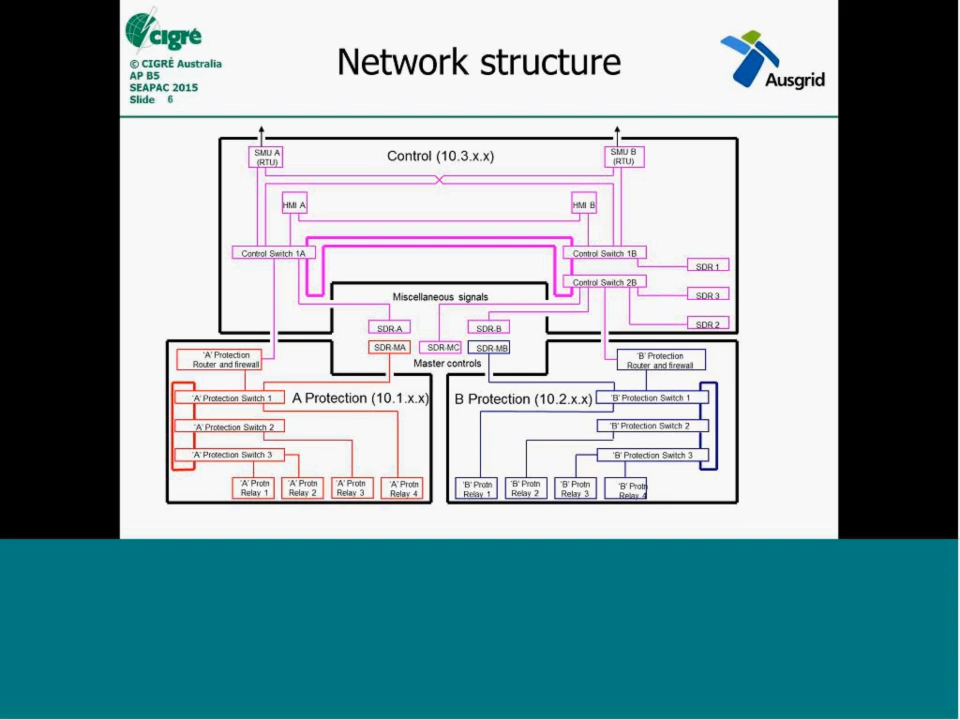 cigré
© CIGRÉ Australia
AP B5
SEAPAC 2015
Slide 6
Network structure
Ausgrid
SMU A
(RTU)
Control (10.3.x.x)
SMU B
(RTU)
HMI A
HMI B
Control Switch 1A
Control Switch 1B
SDR 1
Control Switch 2B
SDR 3
Miscellaneous signals
SDR 2
SDR-A
SDR-B
SDR-MA
SDR-MC
SDR-MB
Master controls
'A' Protection
Router and firewall
'B' Protection
Router and firewall
'A' Protection Switch 1
A Protection (10.1.x.x)
B Protection (10.2.x.x)
'B' Protection Switch 1
'A' Protection Switch 2
'B' Protection Switch 2
'A' Protection Switch 3
'B' Protection Switch 3
'A' Protn
Relay 1
'A' Protn
Relay 2
'A' Protn
Relay 3
'A' Protn
Relay 4
'B' Protn
Relay 1
'B' Protn
Relay 2
'B' Protn
Relay 3
'B' Protn
Relay 4